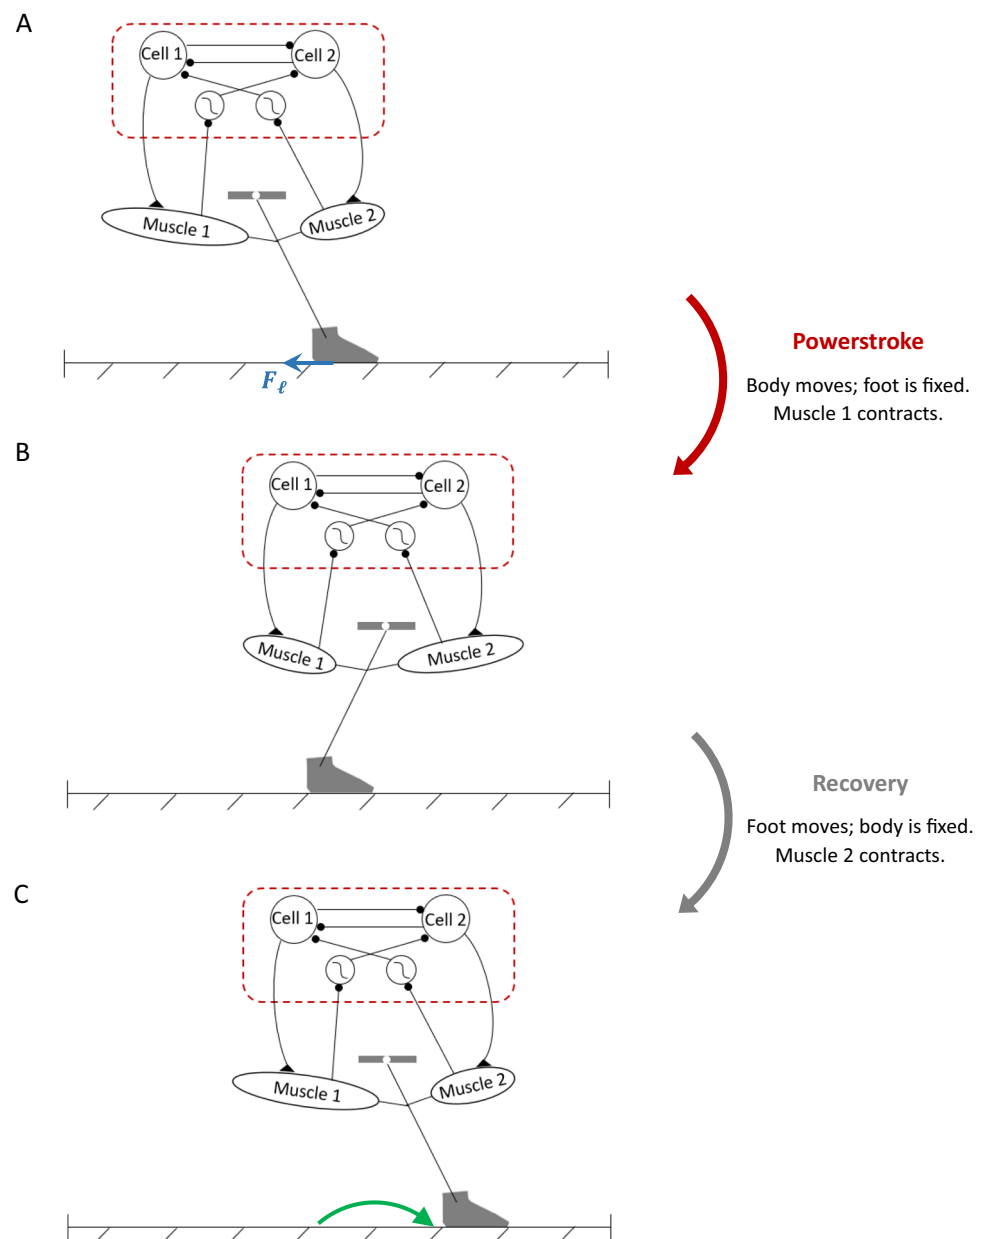 A
Cell 1
Cell 2
Muscle 1
Muscle 2
Fℓ
Powerstroke
Body moves; foot is fixed.
Muscle 1 contracts.
B
Cell 1
Cell 2
Muscle 1
Muscle 2
Recovery
Foot moves; body is fixed.
Muscle 2 contracts.
C
Cell 1
Cell 2
Muscle 1
Muscle 2